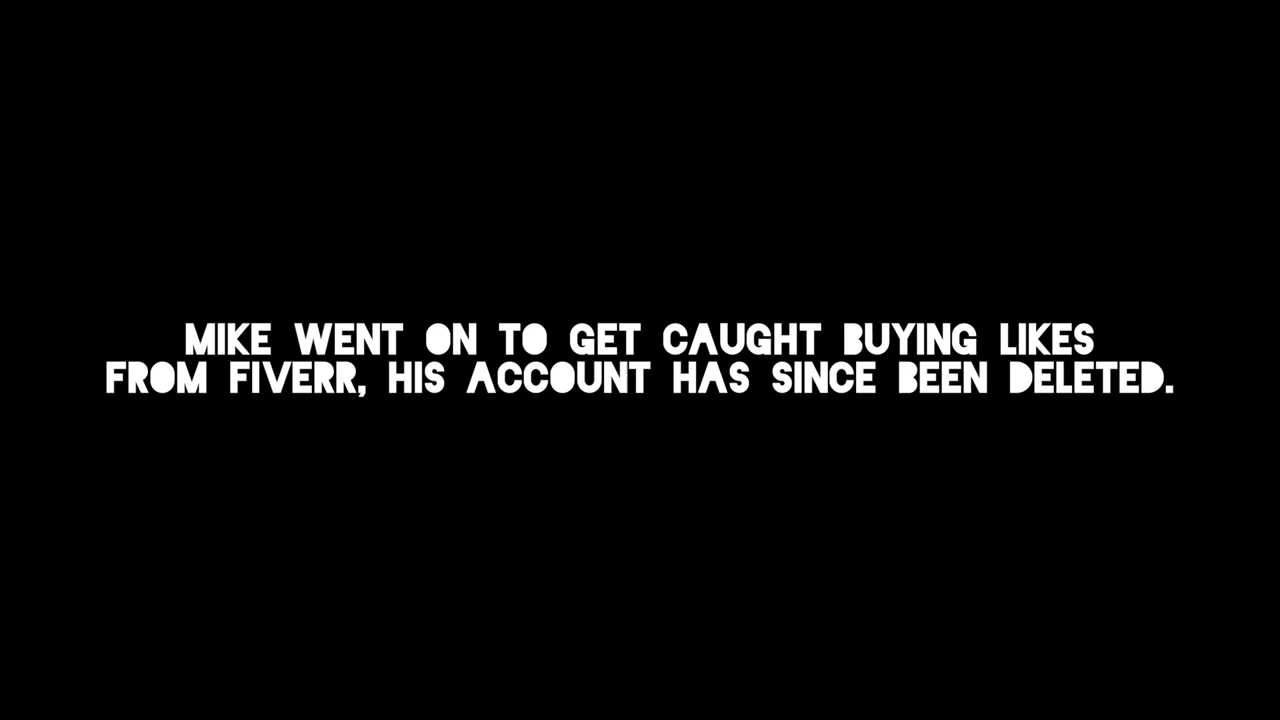 MIKE WENT ON TO GET CAUGHT BUYING LIKES
FROM FIVERR, HIS ACCOUNT HAS SINCE BEEN DELETED.